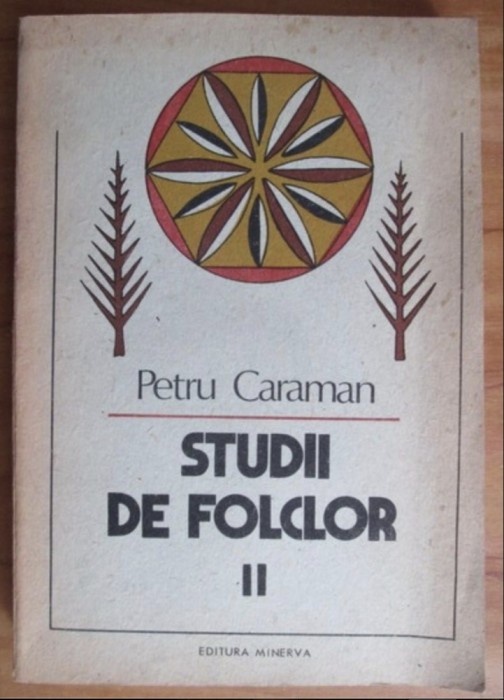 Petru Caraman
STUDII
DE FOLCLOR
II
EDITURA MINERVA